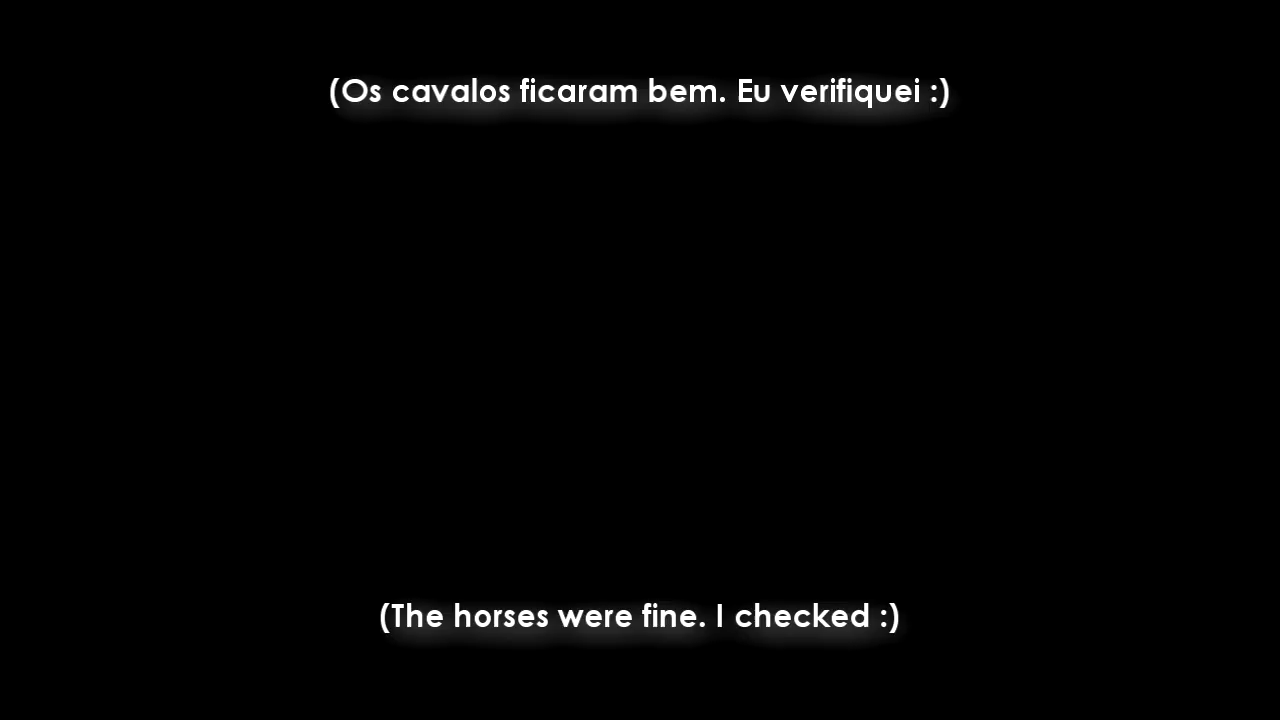 (Os cavalos ficaram bem. Eu verifiquei :)
(The horses were fine. I checked :)